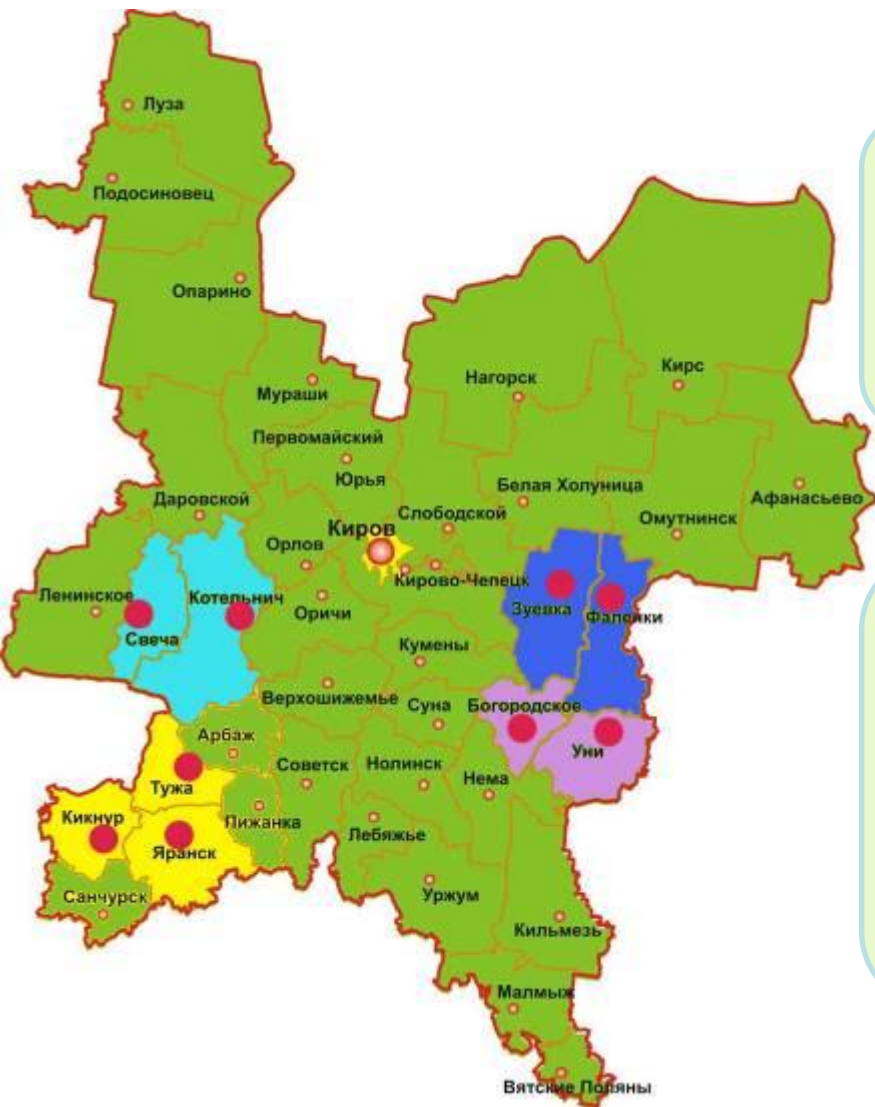 Луза
Подосиновец
Опарино
Мураши
Нагорск
Кирс
Первомайский
Юрья
Даровской
Слободской
Белая Холуница
Афанасьево
Омутнинск
Киров
Орлов
Кирово-Чепецк
Ленинское
Котельнич
Свеча
Оричи
Зуевка
Фаленки
Кумены
Верхошижемье
Суна
Богородское
Арбаж
Уни
Тужа
Советск
Нолинск
Нема
Кикнур
Пижанка
Лебяжье
Яранск
Санчурск
Уржум
Кильмезь
Малмыж
Вятские Поляны